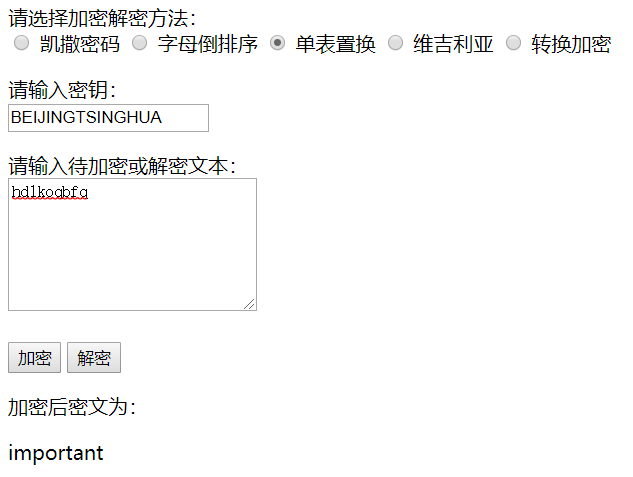 请选择加密解密方法：
凯撒密码 字母倒排序 单表置换 维吉利亚 转换加密
请输入密钥：
BEIJINGTSINGHUA
请输入待加密或解密文本：
hdlkoqbfq
加密 解密
加密后密文为：
important